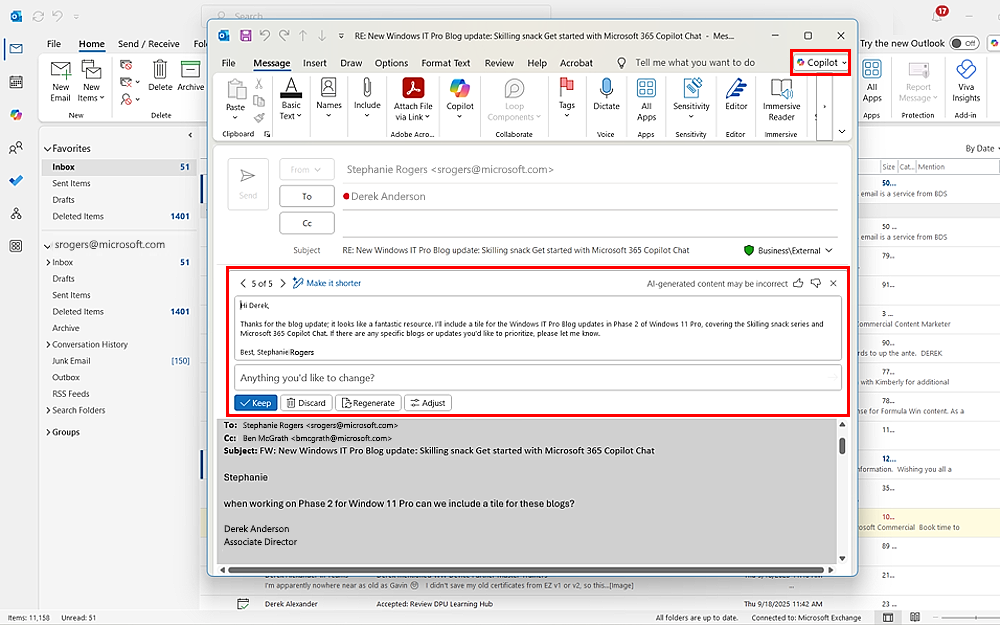 Search
17
File Home Send / Receive Fol
Try the new Outlook Off
New Email
New Items
Delete
Archive
New
Delete
All Apps
Report Message
Viva Insights
Apps
Protection
Add-in
Favorites
Inbox 51
Sent Items
Drafts
Deleted Items 1401
srogers@microsoft.com
Inbox 51
Drafts
Sent Items
Deleted Items 1401
Archive
Conversation History
Junk Email [150]
Outbox
RSS Feeds
Search Folders
Groups
RE: New Windows IT Pro Blog update: Skilling snack Get started with Microsoft 365 Copilot Chat - Mes...
File Message Insert Draw Options Format Text Review Help Acrobat Tell me what you want to do
Copilot
Paste
Basic Text
Names
Include
Attach File via Link
Copilot
Loop Components
Tags
Dictate
All Apps
Sensitivity
Editor
Immersive Reader
Clipboard
Adobe Acro...
Collaborate
Voice
Apps
Sensitivity
Editor
Immersive
Send
From
Stephanie Rogers <srogers@microsoft.com>
To
Derek Anderson
Cc
Subject
RE: New Windows IT Pro Blog update: Skilling snack Get started with Microsoft 365 Copilot Chat
Business\External
5 of 5
Make it shorter
AI-generated content may be incorrect
Hi Derek,
Thanks for the blog update; it looks like a fantastic resource. I'll include a tile for the Windows IT Pro Blog updates in Phase 2 of Windows 11 Pro, covering the Skilling snack series and
Microsoft 365 Copilot Chat. If there are any specific blogs or updates you'd like to prioritize, please let me know.
Best, Stephanie Rogers
Anything you'd like to change?
Keep
Discard
Regenerate
Adjust
To: Stephanie Rogers <srogers@microsoft.com>
Cc: Ben McGrath <bmcgrath@microsoft.com>
Subject: FW: New Windows IT Pro Blog update: Skilling snack Get started with Microsoft 365 Copilot Chat
Stephanie
when working on Phase 2 for Window 11 Pro can we include a tile for these blogs?
Derek Anderson
Associate Director
By Date
Size Cat... Mention
50...
email is a service from BDS
50 ...
email is a service from BDS
79...
91...
3 ...
Commercial Content Marketer
90...
rds to up the ante. DEREK
77...
with Kimberly for additional
78...
se for Formula Win content. As a
11...
12...
formation. Wishing you all a
35...
10...
osoft Commercial Book time to
89 ...
21...
I'm apparently nowhere near as old as Gavin I didn't save my old certificates from EZ v1 or v2, so this...[Image]
Derek Alexander Accepted: Review DPU Learning Hub Thu 9/18/2025 11:42 AM 23 ...
Items: 11,158 Unread: 51
All folders are up to date. Connected to: Microsoft Exchange